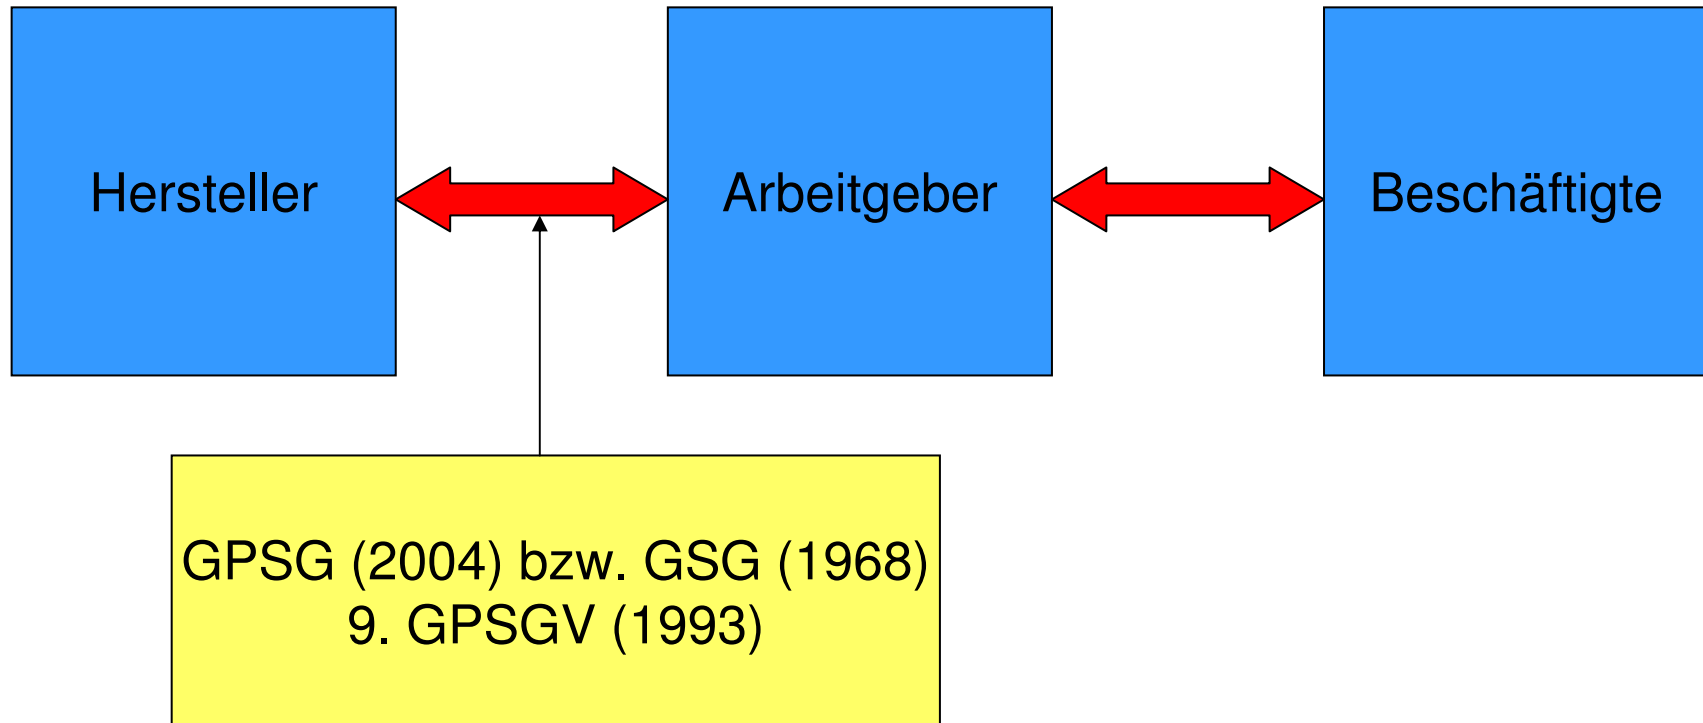 Hersteller
Arbeitgeber
Beschäftigte
GPSG (2004) bzw. GSG (1968)
9. GPSGV (1993)